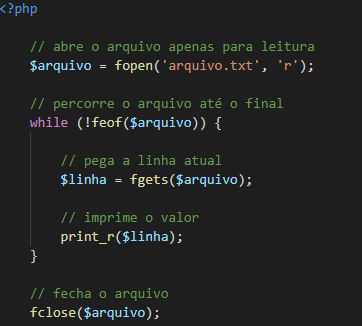 <?php
// abre o arquivo apenas para leitura
$arquivo = fopen('arquivo.txt', 'r');
// percorre o arquivo até o final
while (!feof($arquivo)) {
// pega a linha atual
$linha = fgets($arquivo);
// imprime o valor
print_r($linha);
}
// fecha o arquivo
fclose($arquivo);